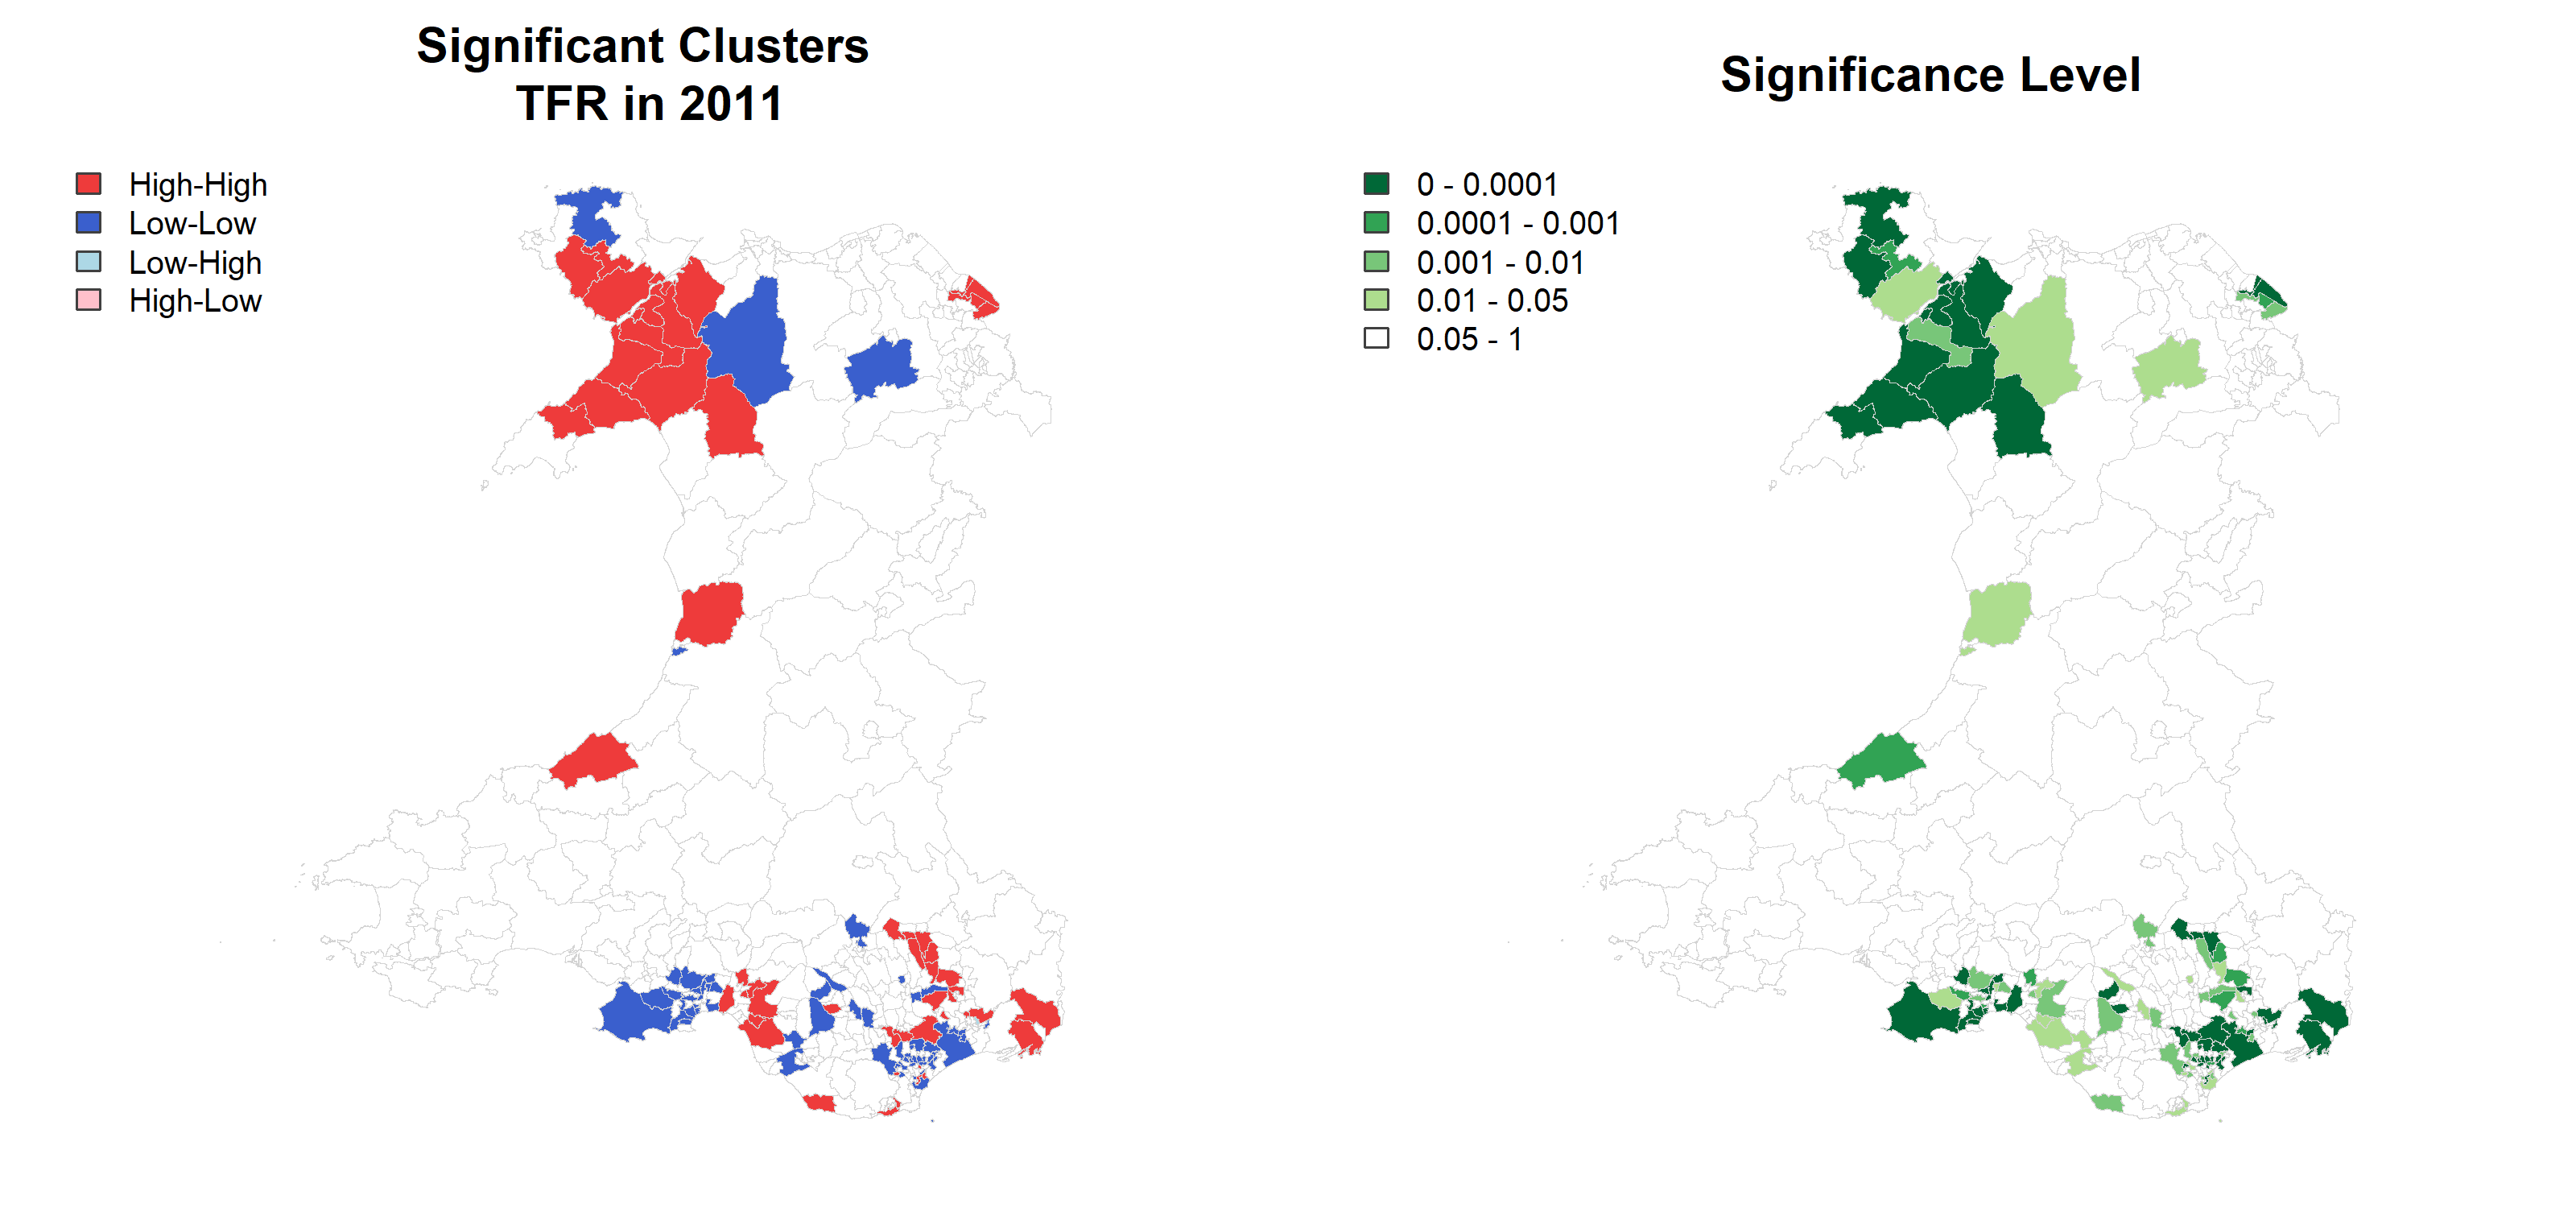 Significant Clusters
TFR in 2011
High-High
Low-Low
Low-High
High-Low
Significance Level
0 - 0.0001
0.0001 - 0.001
0.001 - 0.01
0.01 - 0.05
0.05 - 1